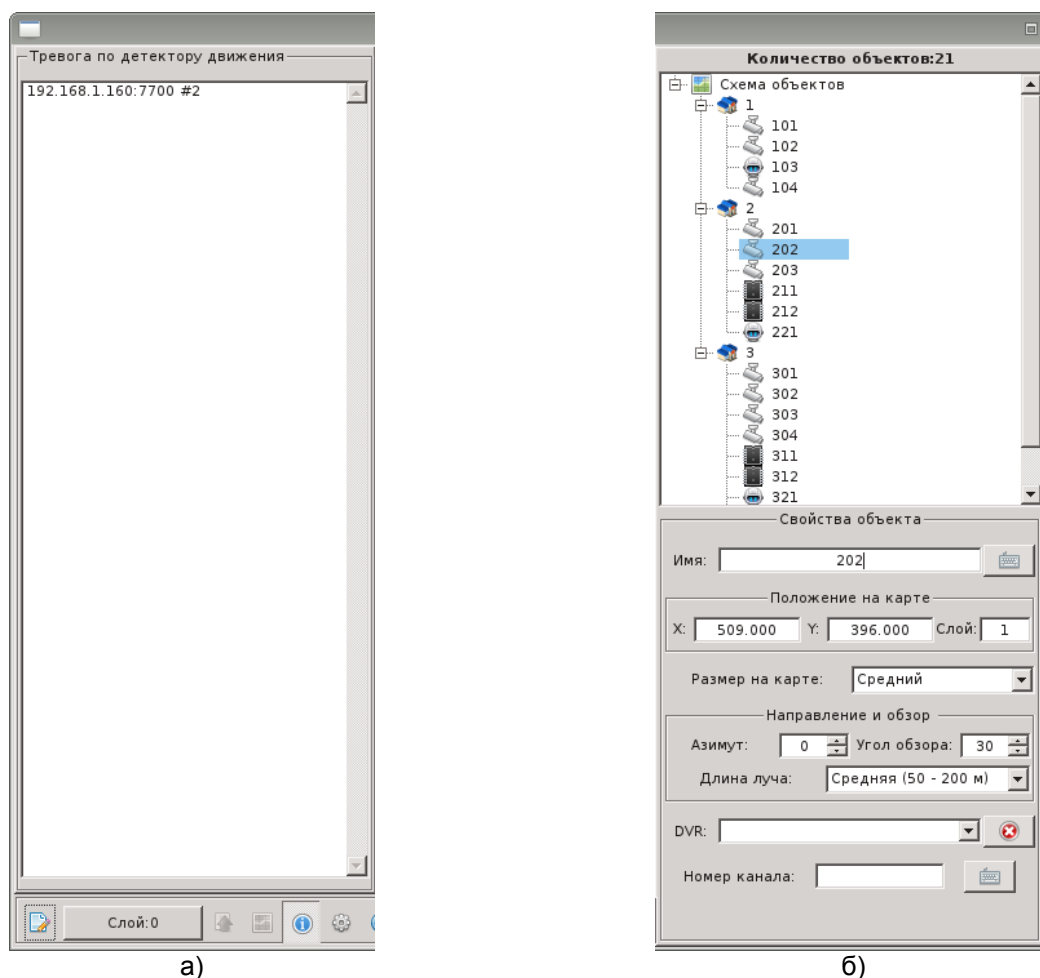 Тревога по детектору движения
192.168.1.160:7700 #2
Слой:0
а)
Количество объектов:21
Схема объектов
1
101
102
103
104
2
201
202
203
211
212
221
3
301
302
303
304
311
312
321
Свойства объекта
Имя: 202
Положение на карте
X: 509.000 Y: 396.000 Слой: 1
Размер на карте: Средний
Направление и обзор
Азимут: 0 Угол обзора: 30
Длина луча: Средняя (50 - 200 м)
DVR:
Номер канала:
б)